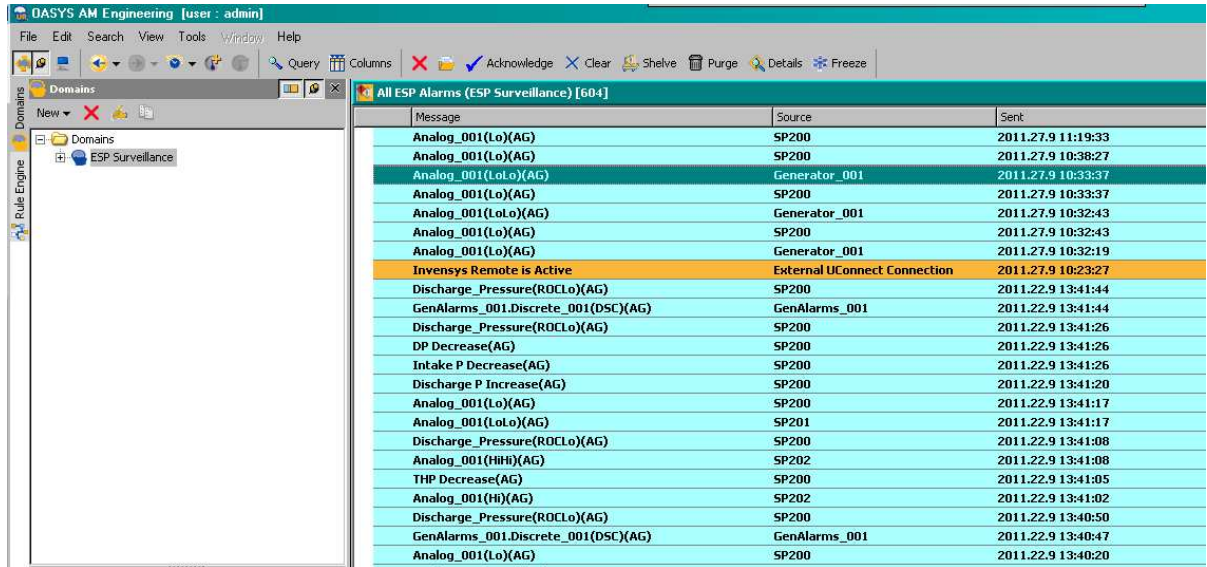 OASYS AM Engineering [user : admin]
File Edit Search View Tools Window Help
Query Columns Acknowledge Clear Shelve Purge Details Freeze
Domains
Rule Engine
Domains
New
Domains
ESP Surveillance
All ESP Alarms (ESP Surveillance) [604]
Message Source Sent
Analog_001(Lo)(AG) SP200 2011.27.9 11:19:33
Analog_001(Lo)(AG) SP200 2011.27.9 10:38:27
Analog_001(LoLo)(AG) Generator_001 2011.27.9 10:33:37
Analog_001(Lo)(AG) SP200 2011.27.9 10:33:37
Analog_001(LoLo)(AG) Generator_001 2011.27.9 10:32:43
Analog_001(Lo)(AG) SP200 2011.27.9 10:32:43
Analog_001(Lo)(AG) Generator_001 2011.27.9 10:32:19
Invensys Remote is Active External UConnect Connection 2011.27.9 10:23:27
Discharge_Pressure(ROCLo)(AG) SP200 2011.22.9 13:41:44
GenAlarms_001.Discrete_001(DSC)(AG) GenAlarms_001 2011.22.9 13:41:44
Discharge_Pressure(ROCLo)(AG) SP200 2011.22.9 13:41:26
DP Decrease(AG) SP200 2011.22.9 13:41:26
Intake P Decrease(AG) SP200 2011.22.9 13:41:26
Discharge P Increase(AG) SP200 2011.22.9 13:41:20
Analog_001(Lo)(AG) SP200 2011.22.9 13:41:17
Analog_001(LoLo)(AG) SP201 2011.22.9 13:41:17
Discharge_Pressure(ROCLo)(AG) SP200 2011.22.9 13:41:08
Analog_001(HiHi)(AG) SP202 2011.22.9 13:41:08
THP Decrease(AG) SP200 2011.22.9 13:41:05
Analog_001(Hi)(AG) SP202 2011.22.9 13:41:02
Discharge_Pressure(ROCLo)(AG) SP200 2011.22.9 13:40:50
GenAlarms_001.Discrete_001(DSC)(AG) GenAlarms_001 2011.22.9 13:40:47
Analog_001(Lo)(AG) SP200 2011.22.9 13:40:20